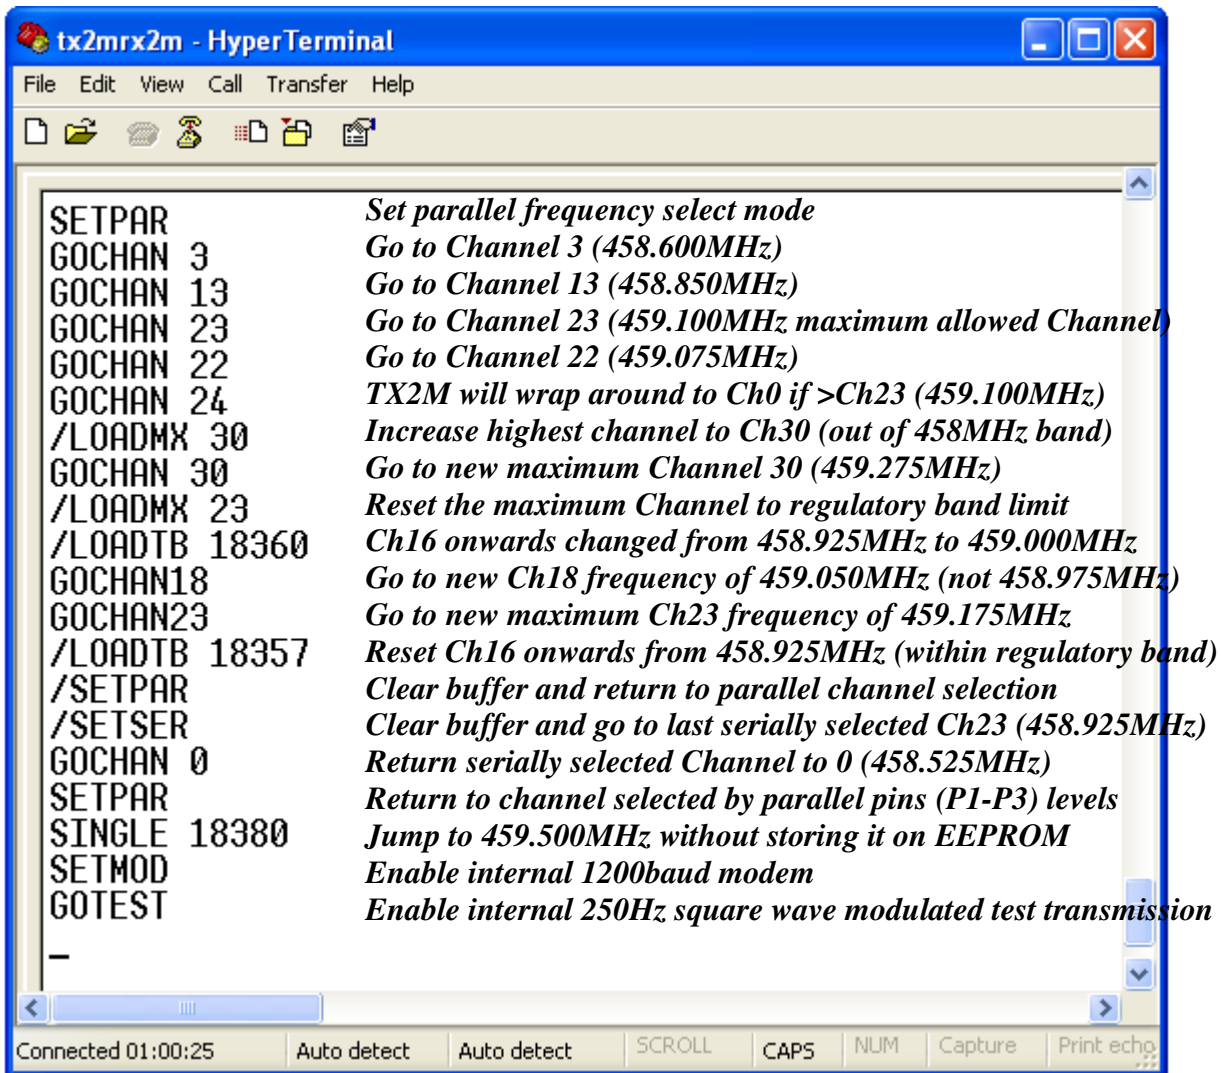 tx2mrx2m - HyperTerminal
File Edit View Call Transfer Help
SETPAR Set parallel frequency select mode
GOCHAN 3 Go to Channel 3 (458.600MHz)
GOCHAN 13 Go to Channel 13 (458.850MHz)
GOCHAN 23 Go to Channel 23 (459.100MHz maximum allowed Channel)
GOCHAN 22 Go to Channel 22 (459.075MHz)
GOCHAN 24 TX2M will wrap around to Ch0 if >Ch23 (459.100MHz)
/LOADMX 30 Increase highest channel to Ch30 (out of 458MHz band)
GOCHAN 30 Go to new maximum Channel 30 (459.275MHz)
/LOADMX 23 Reset the maximum Channel to regulatory band limit
/LOADTB 18360 Ch16 onwards changed from 458.925MHz to 459.000MHz
GOCHAN18 Go to new Ch18 frequency of 459.050MHz (not 458.975MHz)
GOCHAN23 Go to new maximum Ch23 frequency of 459.175MHz
/LOADTB 18357 Reset Ch16 onwards from 458.925MHz (within regulatory band)
/SETPAR Clear buffer and return to parallel channel selection
/SETSER Clear buffer and go to last serially selected Ch23 (458.925MHz)
GOCHAN 0 Return serially selected Channel to 0 (458.525MHz)
SETPAR Return to channel selected by parallel pins (P1-P3) levels
SINGLE 18380 Jump to 459.500MHz without storing it on EEPROM
SETMOD Enable internal 1200baud modem
GOTEST Enable internal 250Hz square wave modulated test transmission
Connected 01:00:25 Auto detect Auto detect SCROLL CAPS NUM Capture Print echo